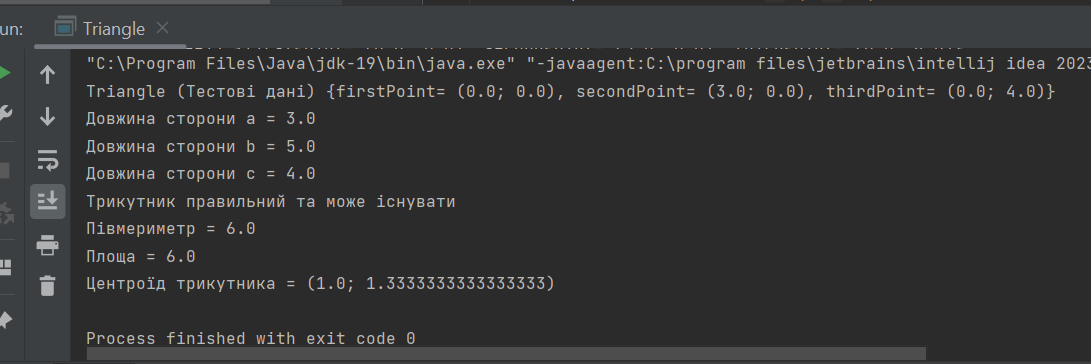 un:
Triangle
"C:\Program Files\Java\jdk-19\bin\java.exe" "-javaagent:C:\program files\jetbrains\intellij idea 2023
Triangle (Тестові дані) {firstPoint= (0.0; 0.0), secondPoint= (3.0; 0.0), thirdPoint= (0.0; 4.0)}
Довжина сторони a = 3.0
Довжина сторони b = 5.0
Довжина сторони c = 4.0
Трикутник правильний та може існувати
Півмериметр = 6.0
Площа = 6.0
Центроїд трикутника = (1.0; 1.3333333333333333)
Process finished with exit code 0